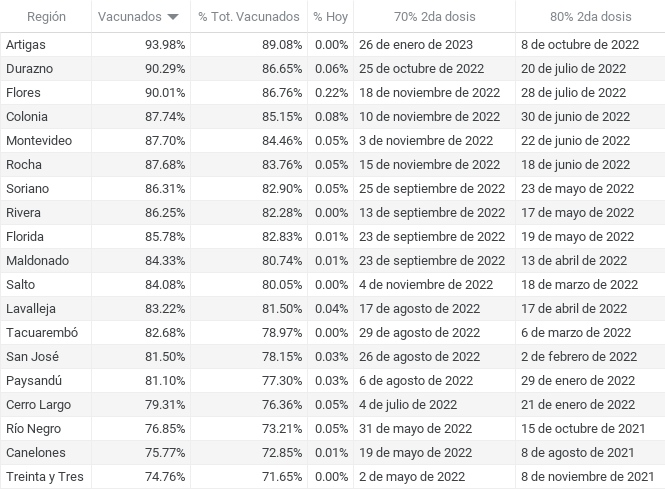 Región Vacunados % Tot. Vacunados % Hoy 70% 2da dosis 80% 2da dosis
Artigas 93.98% 89.08% 0.00% 26 de enero de 2023 8 de octubre de 2022
Durazno 90.29% 86.65% 0.06% 25 de octubre de 2022 20 de julio de 2022
Flores 90.01% 86.76% 0.22% 18 de noviembre de 2022 28 de julio de 2022
Colonia 87.74% 85.15% 0.08% 10 de noviembre de 2022 30 de junio de 2022
Montevideo 87.70% 84.46% 0.05% 3 de noviembre de 2022 22 de junio de 2022
Rocha 87.68% 83.76% 0.05% 15 de noviembre de 2022 18 de junio de 2022
Soriano 86.31% 82.90% 0.05% 25 de septiembre de 2022 23 de mayo de 2022
Rivera 86.25% 82.28% 0.00% 13 de septiembre de 2022 17 de mayo de 2022
Florida 85.78% 82.83% 0.01% 23 de septiembre de 2022 19 de mayo de 2022
Maldonado 84.33% 80.74% 0.01% 23 de septiembre de 2022 13 de abril de 2022
Salto 84.08% 80.05% 0.00% 4 de noviembre de 2022 18 de marzo de 2022
Lavalleja 83.22% 81.50% 0.04% 17 de agosto de 2022 17 de abril de 2022
Tacuarembó 82.68% 78.97% 0.00% 29 de agosto de 2022 6 de marzo de 2022
San José 81.50% 78.15% 0.03% 26 de agosto de 2022 2 de febrero de 2022
Paysandú 81.10% 77.30% 0.03% 6 de agosto de 2022 29 de enero de 2022
Cerro Largo 79.31% 76.36% 0.05% 4 de julio de 2022 21 de enero de 2022
Río Negro 76.85% 73.21% 0.05% 31 de mayo de 2022 15 de octubre de 2021
Canelones 75.77% 72.85% 0.01% 19 de mayo de 2022 8 de agosto de 2021
Treinta y Tres 74.76% 71.65% 0.00% 2 de mayo de 2022 8 de noviembre de 2021